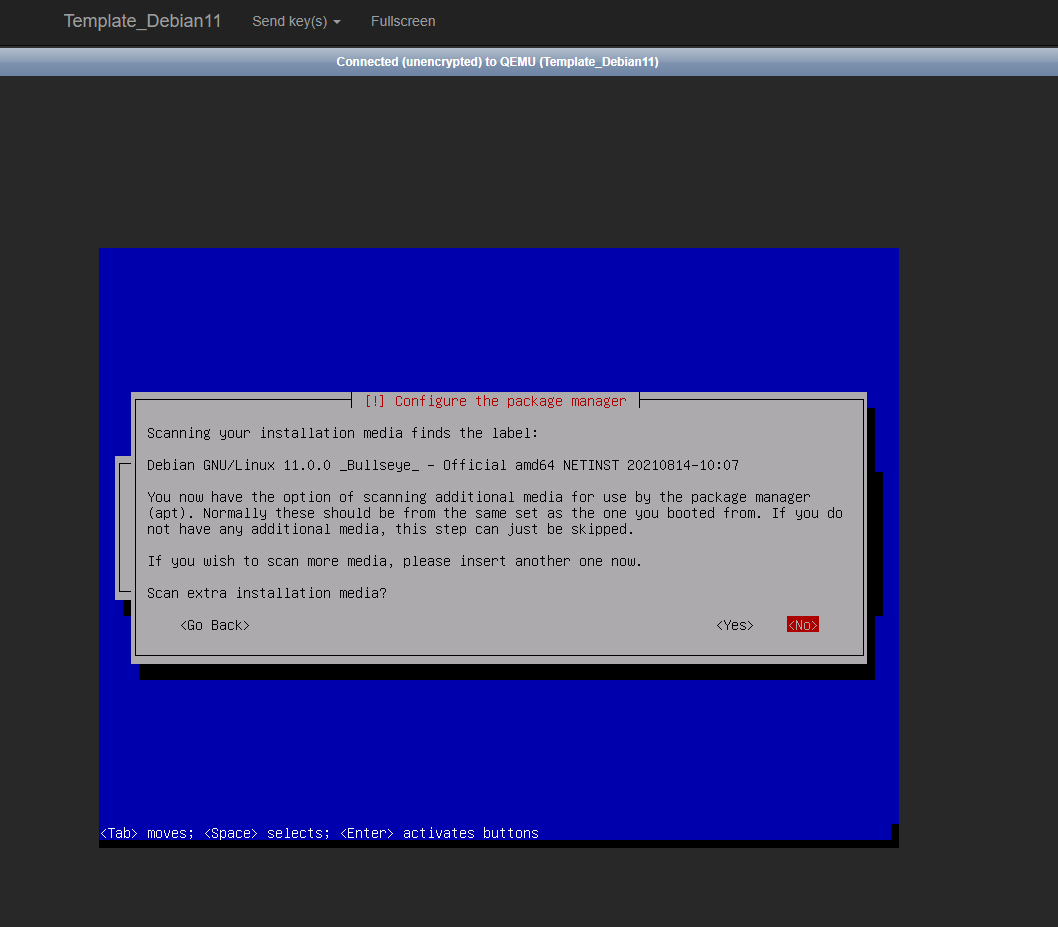 Template_Debian11 Send key(s) Fullscreen
Connected (unencrypted) to QEMU (Template_Debian11)
[!] Configure the package manager
Scanning your installation media finds the label:
Debian GNU/Linux 11.0.0 _Bullseye_ - Official amd64 NETINST 20210814-10:07
You now have the option of scanning additional media for use by the package manager
(apt). Normally these should be from the same set as the one you booted from. If you do
not have any additional media, this step can just be skipped.
If you wish to scan more media, please insert another one now.
Scan extra installation media?
<Go Back> <Yes> <No>
<Tab> moves; <Space> selects; <Enter> activates buttons